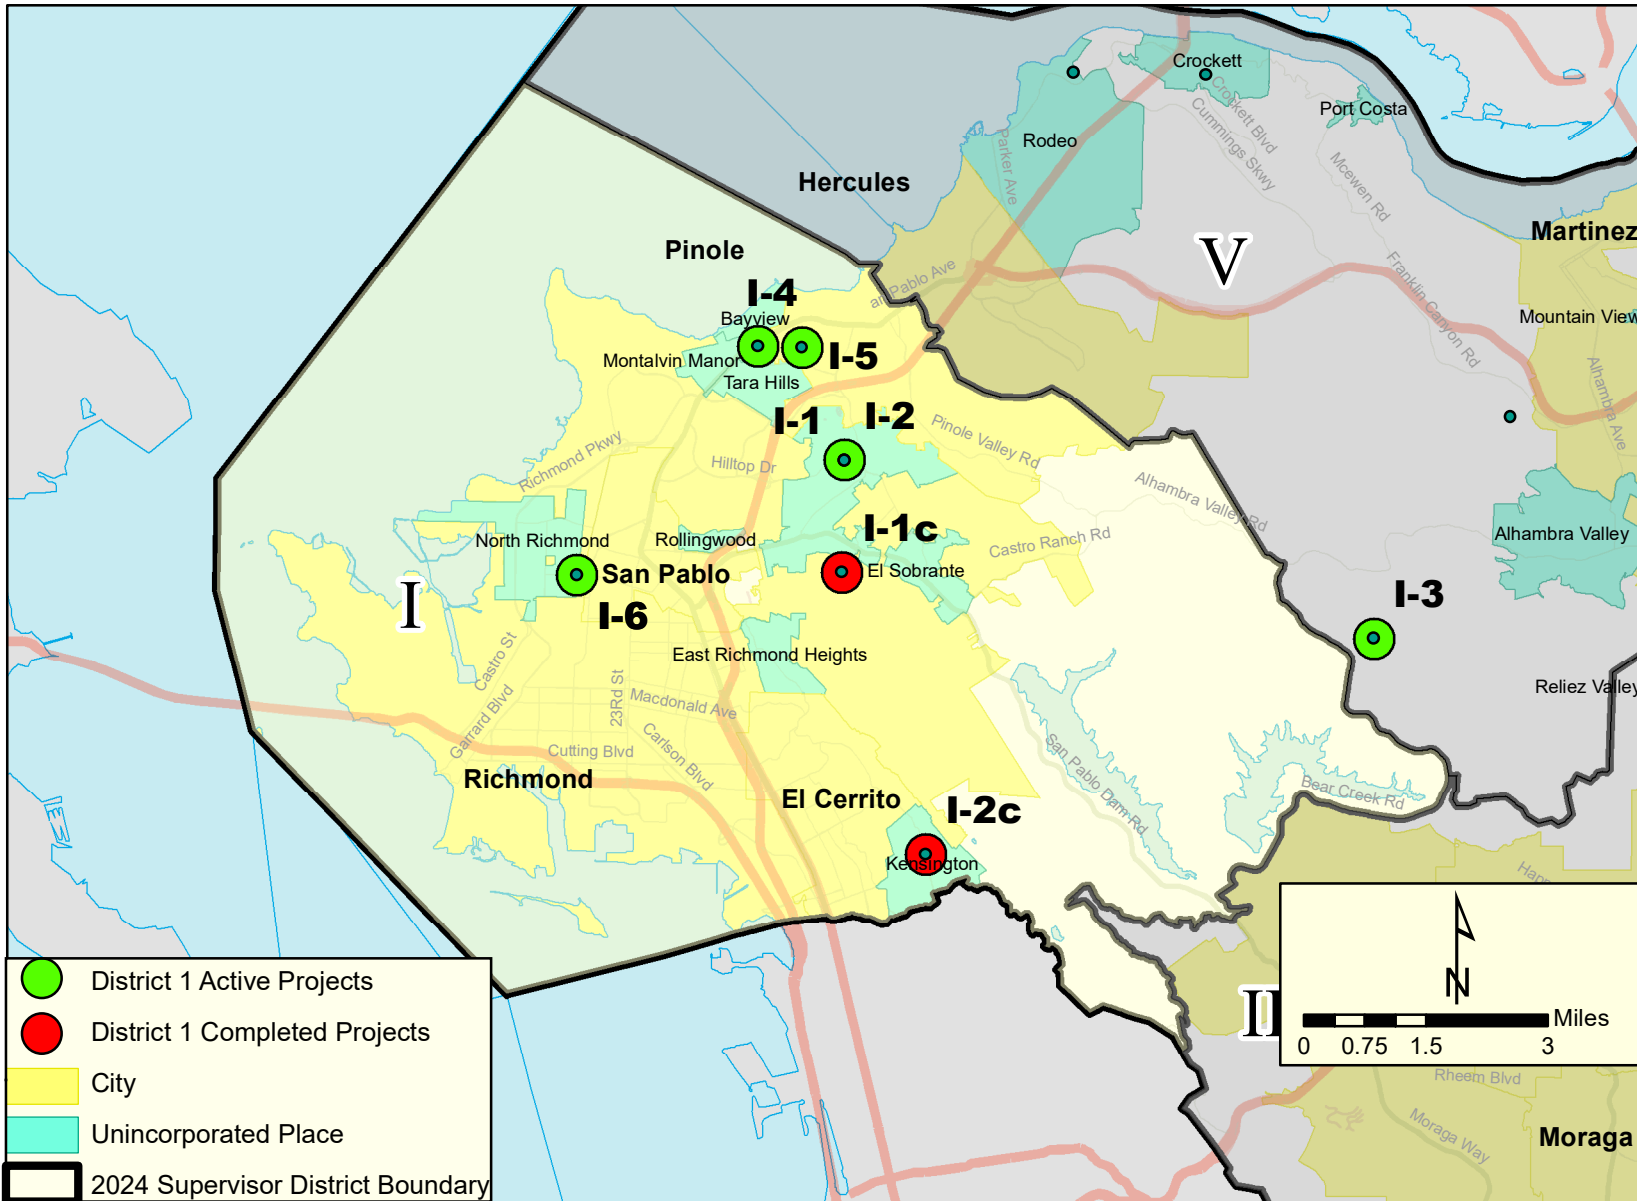 Crockett
Crockett Blvd
Cummings Skwy
Port Costa
Rodeo
Parker Ave
Mcewen Rd
Hercules
Martinez
V
Pinole
Franklin Canyon Rd
an Pablo Ave
I-4
Bayview
Mountain View
I-5
Montalvin Manor
Tara Hills
Alhambra Ave
I-1
I-2
Pinole Valley Rd
Richmond Pkwy
Hilltop Dr
Alhambra Valley Rd
I-1c
North Richmond
Rollingwood
Castro Ranch Rd
Alhambra Valley
San Pablo
El Sobrante
I
I-6
I-3
East Richmond Heights
Castro St
Reliez Valley
23Rd St
Macdonald Ave
Garrard Blvd
Cutting Blvd
Carlson Blvd
San Pablo Dam Rd
Richmond
El Cerrito
Bear Creek Rd
I-2c
Kensington
Happ
N
II
Miles
0 0.75 1.5 3
Rheem Blvd
Moraga Way
Moraga
District 1 Active Projects
District 1 Completed Projects
City
Unincorporated Place
2024 Supervisor District Boundary